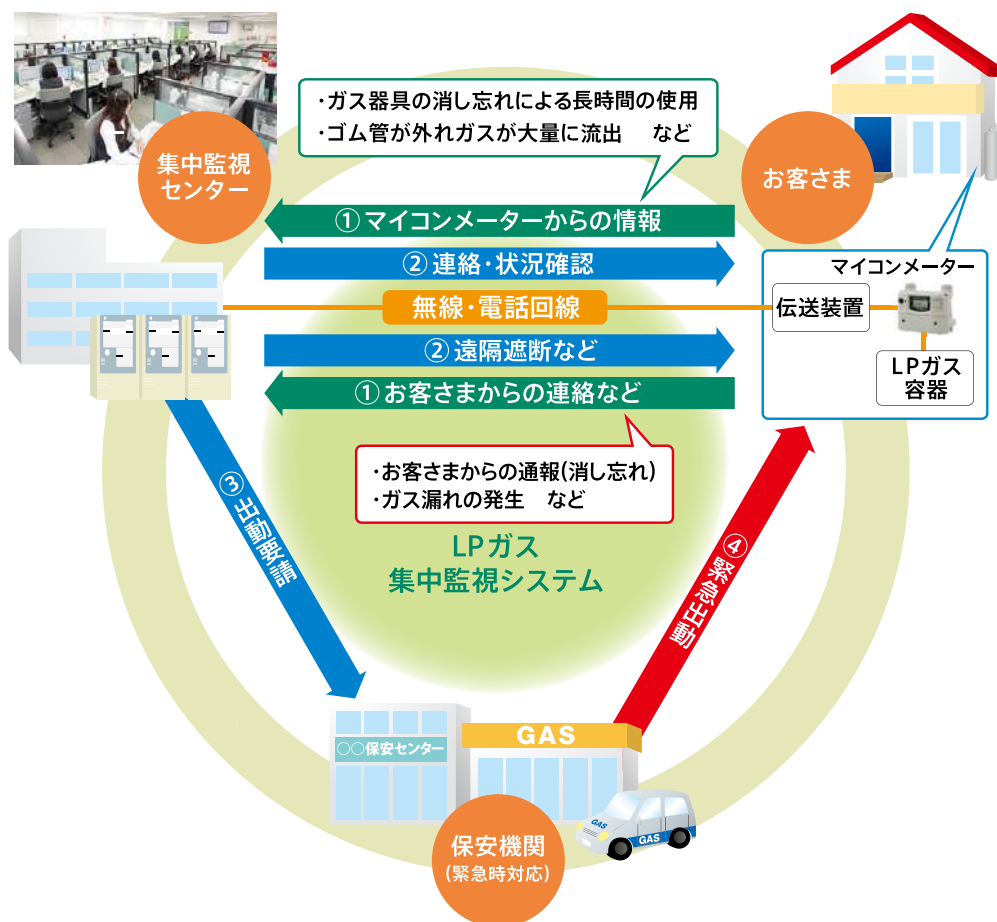 ・ガス器具の消し忘れによる長時間の使用
・ゴム管が外れガスが大量に流出　など
集中監視
センター
お客さま
①マイコンメーターからの情報
②連絡・状況確認
マイコンメーター
無線・電話回線
伝送装置
②遠隔遮断など
LPガス
容器
①お客さまからの連絡など
・お客さまからの通報(消し忘れ)
・ガス漏れの発生　など
③出動要請
LPガス
集中監視システム
④緊急出動
GAS
○○保安センター
GAS
GAS
保安機関
(緊急時対応)